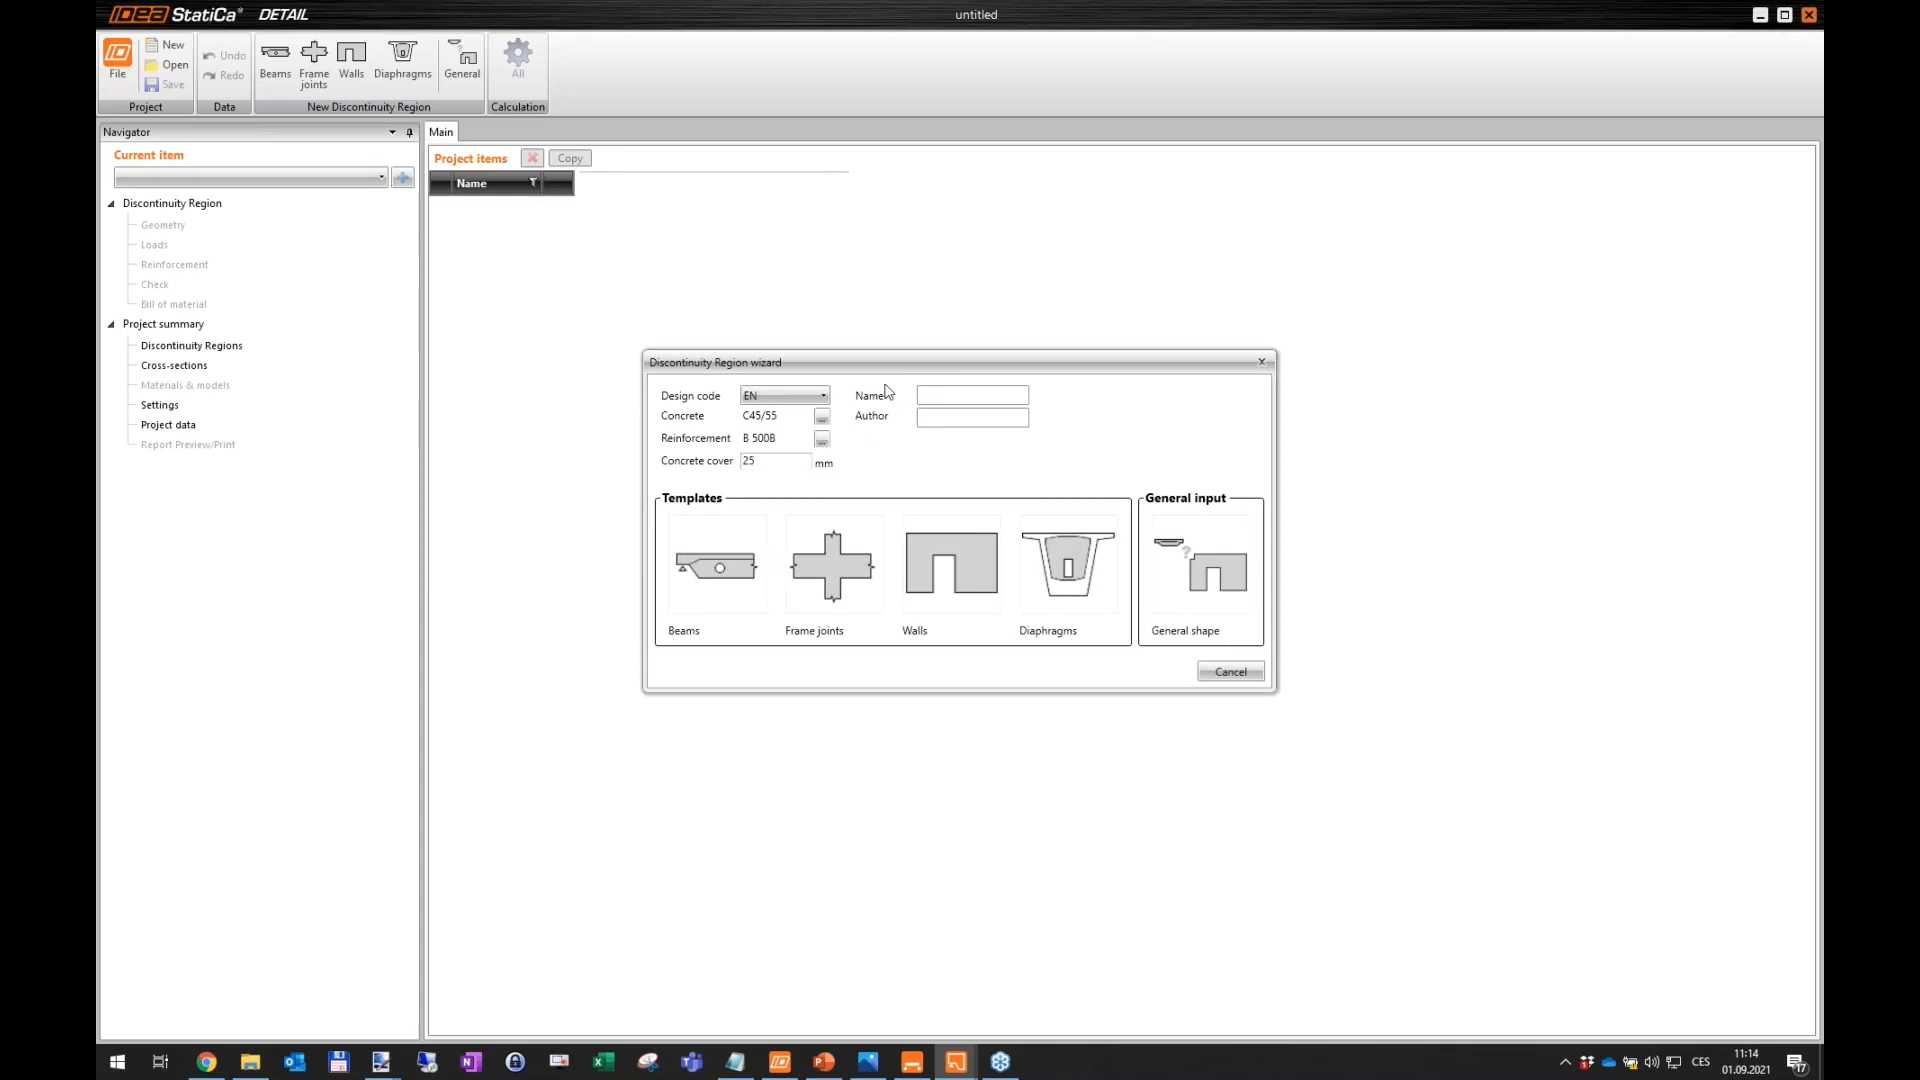 IDEA StatiCa® DETAIL
untitled
File
New
Open
Save
Undo
Redo
Beams
Frame joints
Walls
Diaphragms
General
All
Project
Data
New Discontinuity Region
Calculation
Navigator
Main
Current item
Project items
Copy
Name
Discontinuity Region
Geometry
Loads
Reinforcement
Check
Bill of material
Project summary
Discontinuity Regions
Cross-sections
Materials & models
Settings
Project data
Report Preview/Print
Discontinuity Region wizard
Design code EN
Name
Concrete C45/55 ...
Author
Reinforcement B 500B ...
Concrete cover 25 mm
Templates
General input
Beams
Frame joints
Walls
Diaphragms
General shape
Cancel
CES
11:14
01.09.2021
17